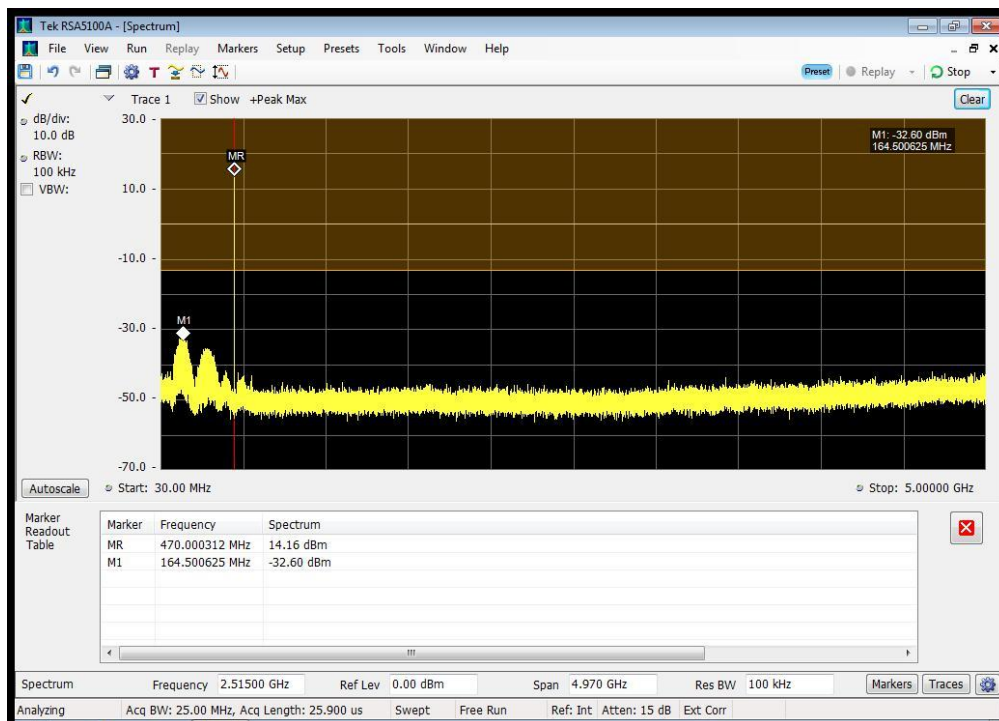 Tek RSA5100A - [Spectrum]
File View Run Replay Markers Setup Presets Tools Window Help
T Preset Replay Stop
Trace 1 Show +Peak Max Clear
dB/div:
10.0 dB
RBW:
100 kHz
VBW:
30.0
10.0
-10.0
-30.0
-50.0
-70.0
M1: -32.60 dBm
164.500625 MHz
MR
M1
Autoscale Start: 30.00 MHz Stop: 5.00000 GHz
Marker
Readout
Table
Marker Frequency Spectrum
MR 470.000312 MHz 14.16 dBm
M1 164.500625 MHz -32.60 dBm
Spectrum Frequency 2.51500 GHz Ref Lev 0.00 dBm Span 4.970 GHz Res BW 100 kHz Markers Traces
Analyzing Acq BW: 25.00 MHz, Acq Length: 25.900 us Swept Free Run Ref: Int Atten: 15 dB Ext Corr